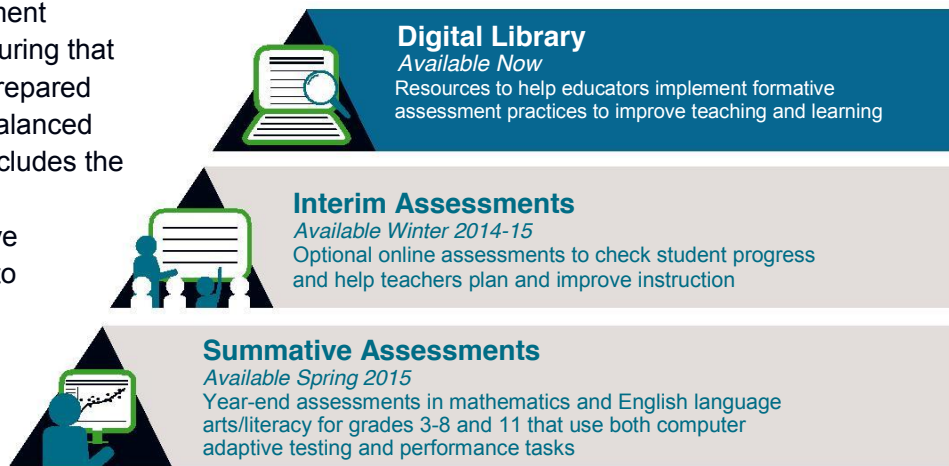 ment
uring that
repared
alanced
cludes the
ve
to
Digital Library
Available Now
Resources to help educators implement formative
assessment practices to improve teaching and learning
Interim Assessments
Available Winter 2014-15
Optional online assessments to check student progress
and help teachers plan and improve instruction
Summative Assessments
Available Spring 2015
Year-end assessments in mathematics and English language
arts/literacy for grades 3-8 and 11 that use both computer
adaptive testing and performance tasks